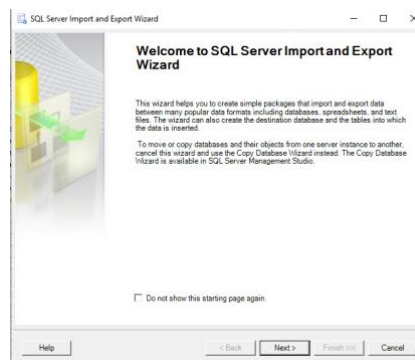 SQL Server Import and Export Wizard
Welcome to SQL Server Import and Export
Wizard
This wizard helps you to create simple packages that import and export data
between many popular data formats including databases, spreadsheets, and text
files. The wizard can also create the destination database and the tables into which
the data is inserted.
To move or copy databases and their objects from one server instance to another,
cancel this wizard and use the Copy Database Wizard instead. The Copy Database
Wizard is available in SQL Server Management Studio.
Do not show this starting page again.
Help
< Back
Next >
Finish >>|
Cancel